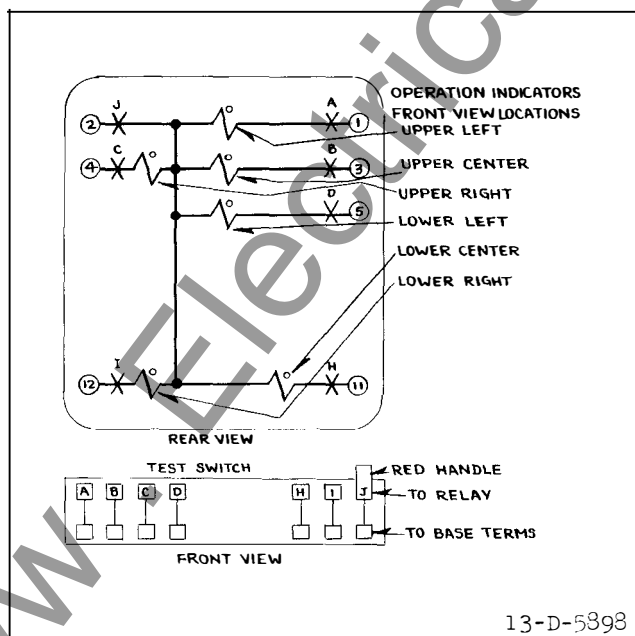 OPERATION INDICATORS
FRONT VIEW LOCATIONS
UPPER LEFT
UPPER CENTER
UPPER RIGHT
LOWER LEFT
LOWER CENTER
LOWER RIGHT
J A
2 1
C B
4 3
D
5
I H
12 11
REAR VIEW
TEST SWITCH
RED HANDLE
A B C D H I J TO RELAY
TO BASE TERMS
FRONT VIEW
13-D-5898
w. Electrica